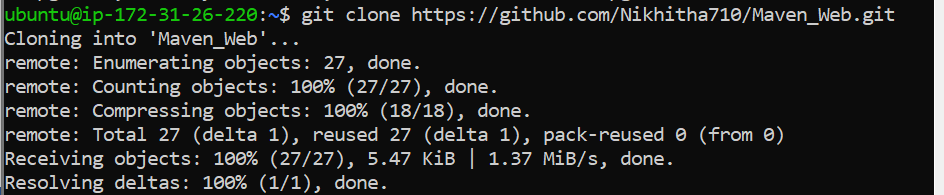 ubuntu@ip-172-31-26-220:~$ git clone https://github.com/Nikhitha710/Maven_Web.git
Cloning into 'Maven_Web'...
remote: Enumerating objects: 27, done.
remote: Counting objects: 100% (27/27), done.
remote: Compressing objects: 100% (18/18), done.
remote: Total 27 (delta 1), reused 27 (delta 1), pack-reused 0 (from 0)
Receiving objects: 100% (27/27), 5.47 KiB | 1.37 MiB/s, done.
Resolving deltas: 100% (1/1), done.